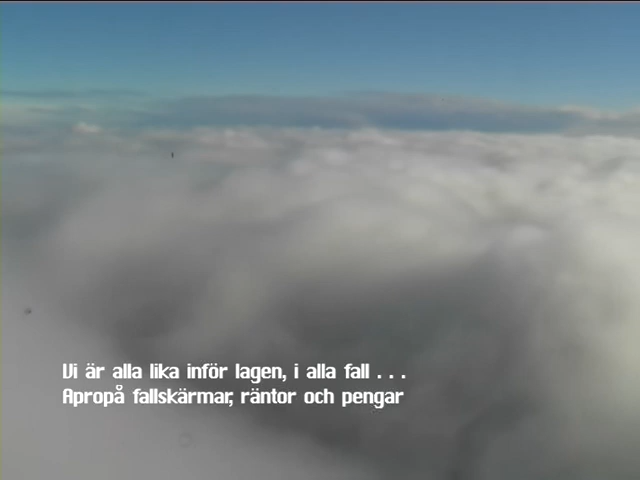 Vi är alla lika inför lagen, i alla fall . . .
Apropå fallskärmar, räntor och pengar